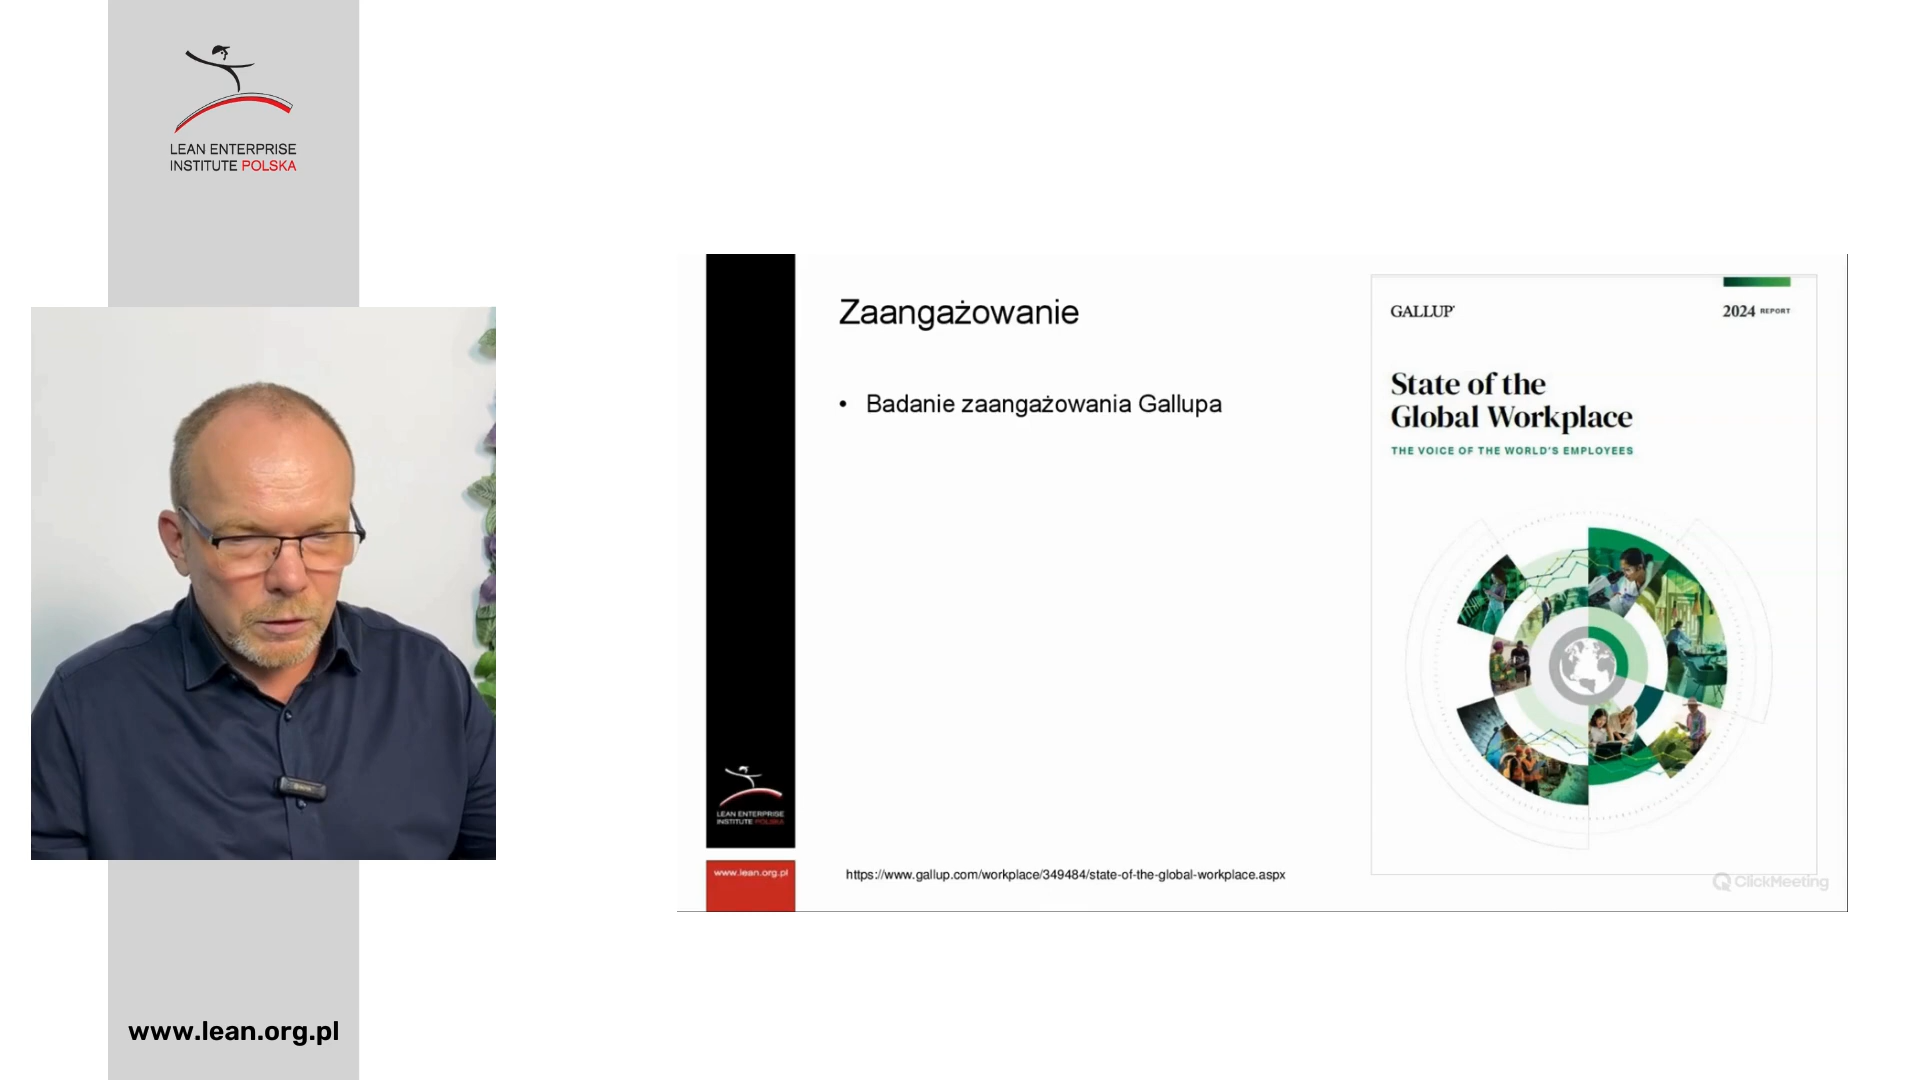 LEAN ENTERPRISE
INSTITUTE POLSKA
Zaangażowanie
• Badanie zaangażowania Gallupa
GALLUP
2024 REPORT
State of the
Global Workplace
THE VOICE OF THE WORLD'S EMPLOYEES
LEAN ENTERPRISE
INSTITUTE POLSKA
www.lean.org.pl
https://www.gallup.com/workplace/349484/state-of-the-global-workplace.aspx
ClickMeeting
www.lean.org.pl